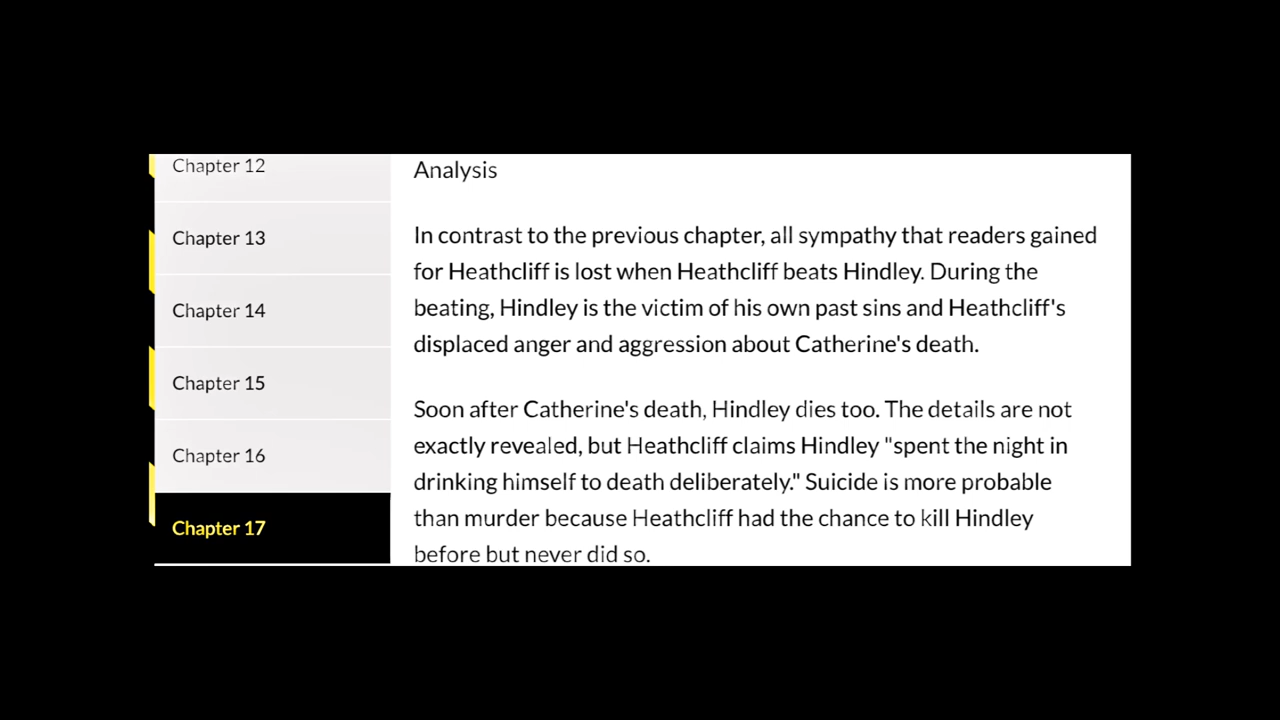 Chapter 12
Chapter 13
Chapter 14
Chapter 15
Chapter 16
Chapter 17
Analysis
In contrast to the previous chapter, all sympathy that readers gained
for Heathcliff is lost when Heathcliff beats Hindley. During the
beating, Hindley is the victim of his own past sins and Heathcliff's
displaced anger and aggression about Catherine's death.
Soon after Catherine's death, Hindley dies too. The details are not
exactly revealed, but Heathcliff claims Hindley "spent the night in
drinking himself to death deliberately." Suicide is more probable
than murder because Heathcliff had the chance to kill Hindley
before but never did so.